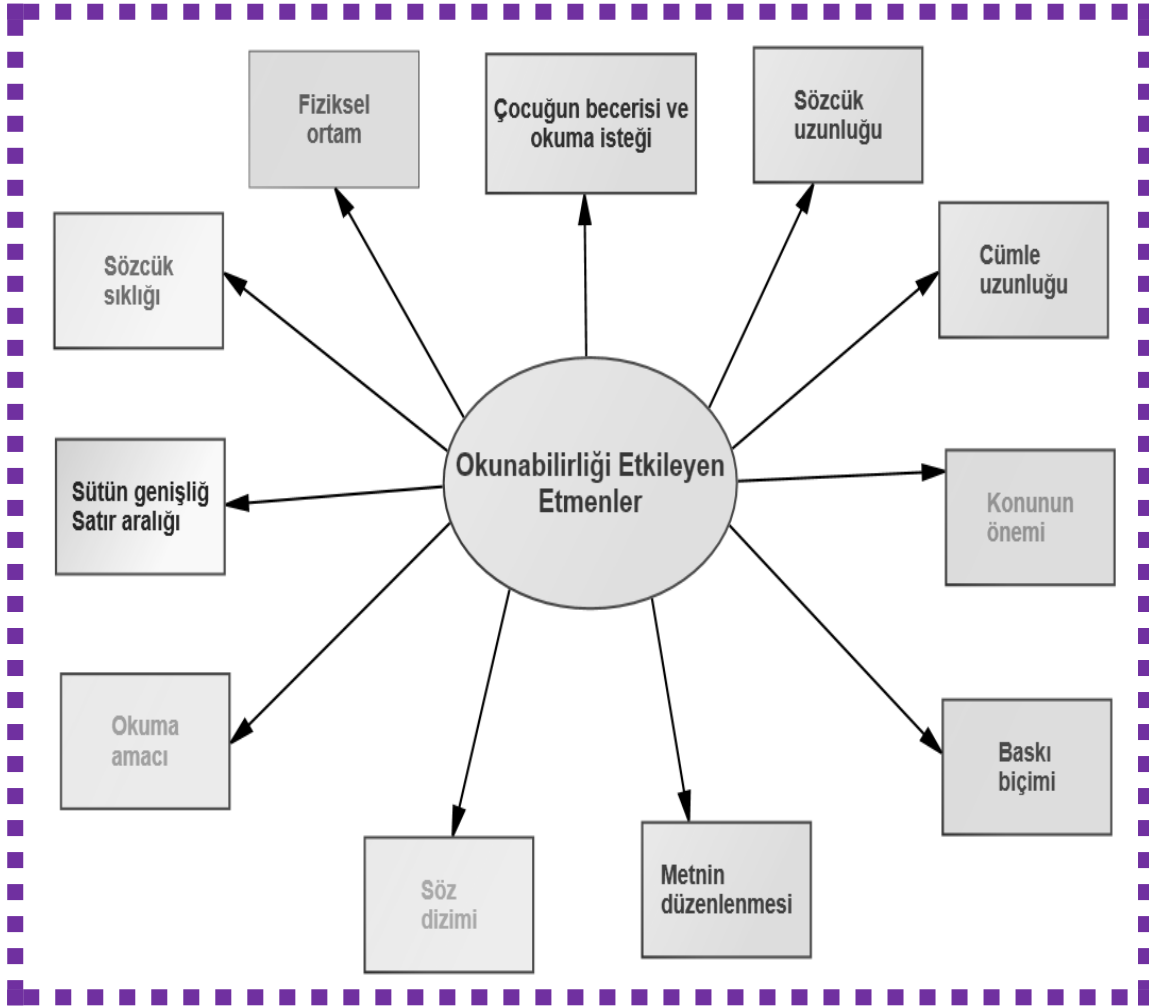 Fiziksel
ortam
Çocuğun becerisi ve
okuma isteği
Sözcük
uzunluğu
Sözcük
sıklığı
Cümle
uzunluğu
Okunabilirliği Etkileyen
Etmenler
Sütün genişliğ
Satır aralığı
Konunun
önemi
Okuma
amacı
Baskı
biçimi
Söz
dizimi
Metnin
düzenlenmesi